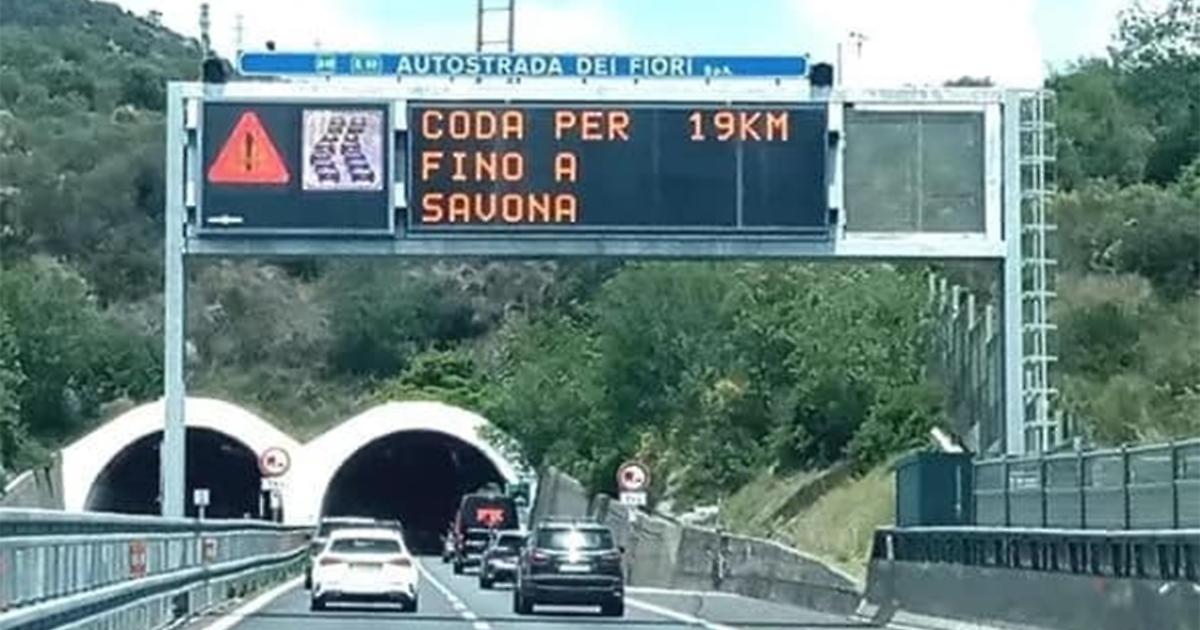 AUTOSTRADA DEI FIORI S.p.A.
CODA PER 19KM
FINO A
SAVONA